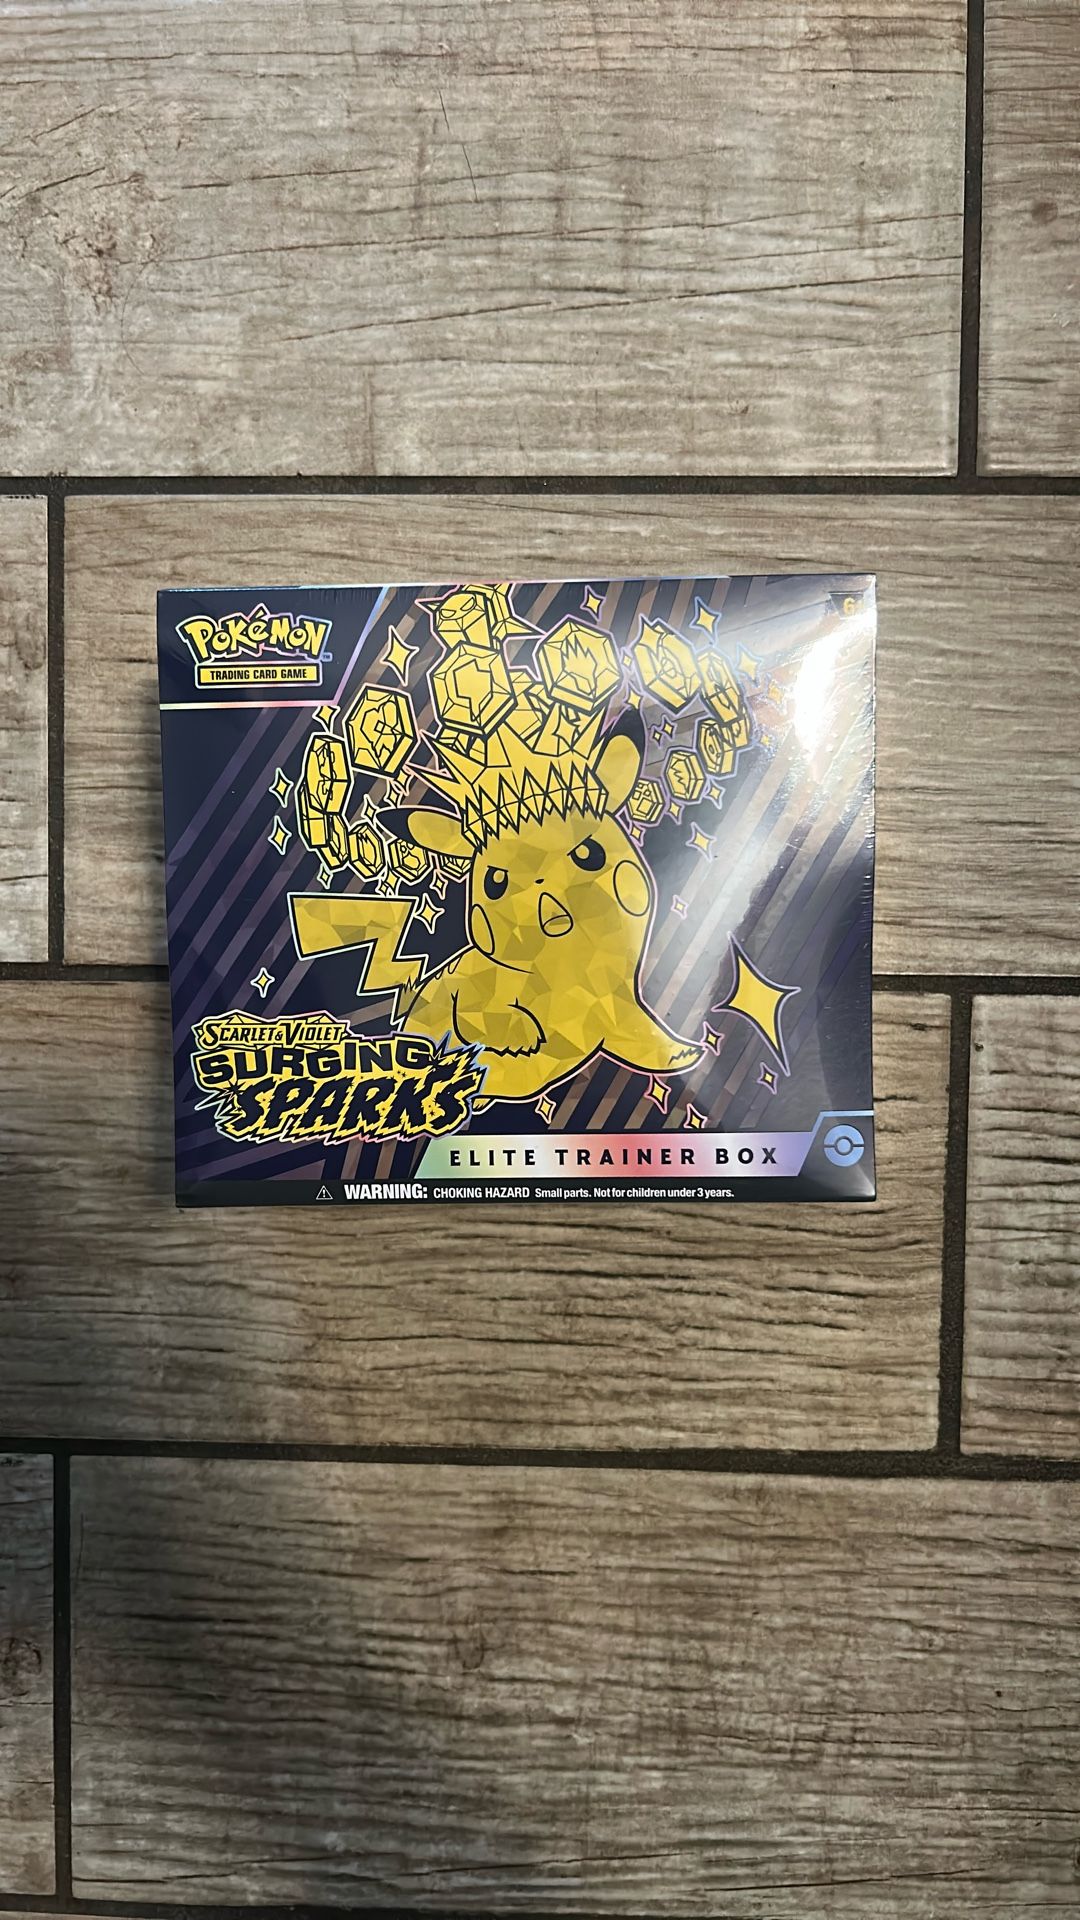 POKéMON
TRADING CARD GAME
SCARLET & VIOLET
SURGING
SPARKS
ELITE TRAINER BOX
WARNING: CHOKING HAZARD Small parts. Not for children under 3 years.